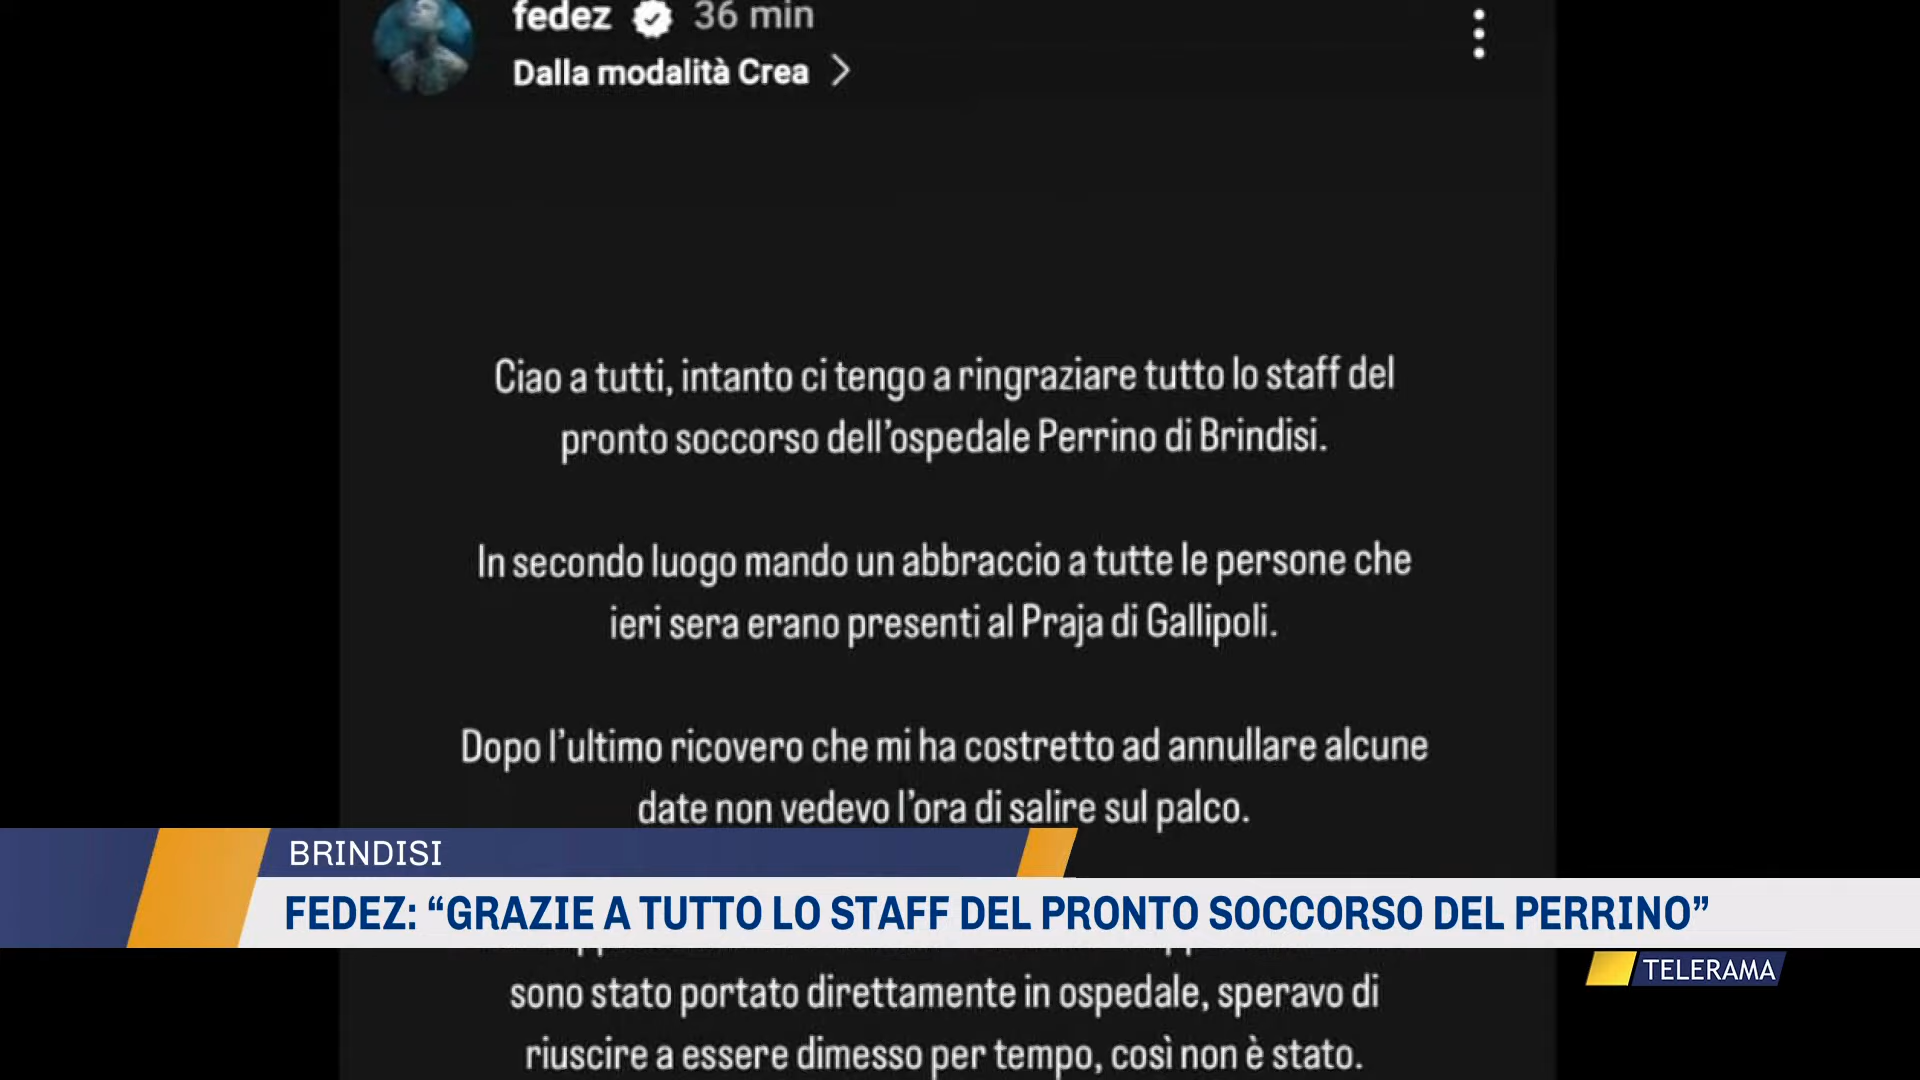 fedez 36 min
Dalla modalità Crea
Ciao a tutti, intanto ci tengo a ringraziare tutto lo staff del
pronto soccorso dell'ospedale Perrino di Brindisi.
In secondo luogo mando un abbraccio a tutte le persone che
ieri sera erano presenti al Praja di Gallipoli.
Dopo l'ultimo ricovero che mi ha costretto ad annullare alcune
date non vedevo l'ora di salire sul palco.
BRINDISI
FEDEZ: “GRAZIE A TUTTO LO STAFF DEL PRONTO SOCCORSO DEL PERRINO”
TELERAMA
sono stato portato direttamente in ospedale, speravo di
riuscire a essere dimesso per tempo, così non è stato.